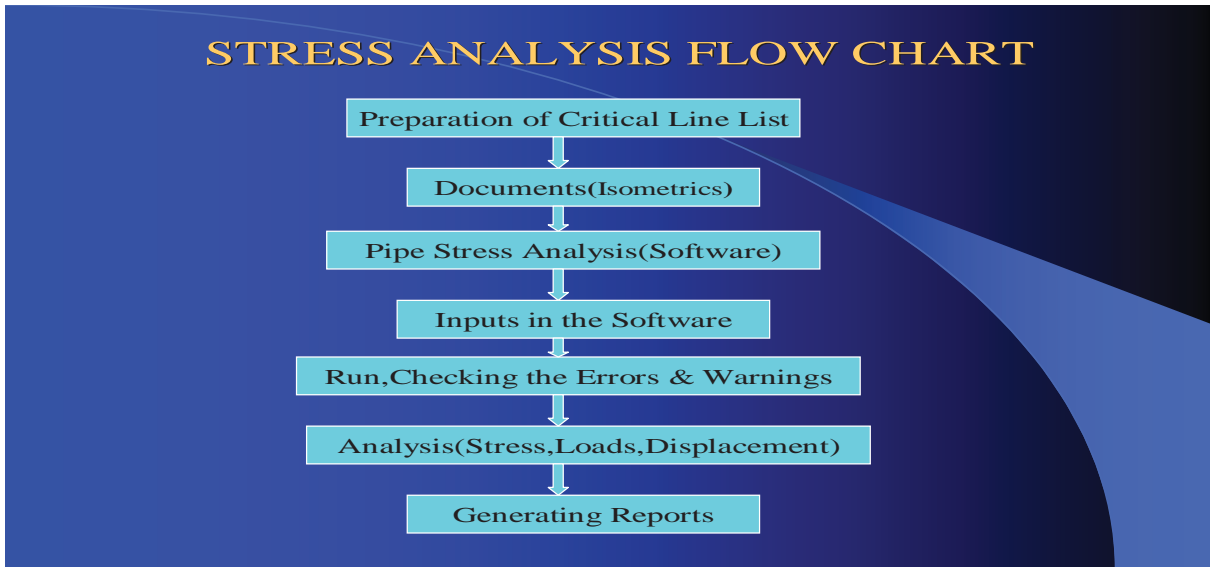 STRESS ANALYSIS FLOW CHART
Preparation of Critical Line List
Documents(Isometrics)
Pipe Stress Analysis(Software)
Inputs in the Software
Run,Checking the Errors & Warnings
Analysis(Stress,Loads,Displacement)
Generating Reports